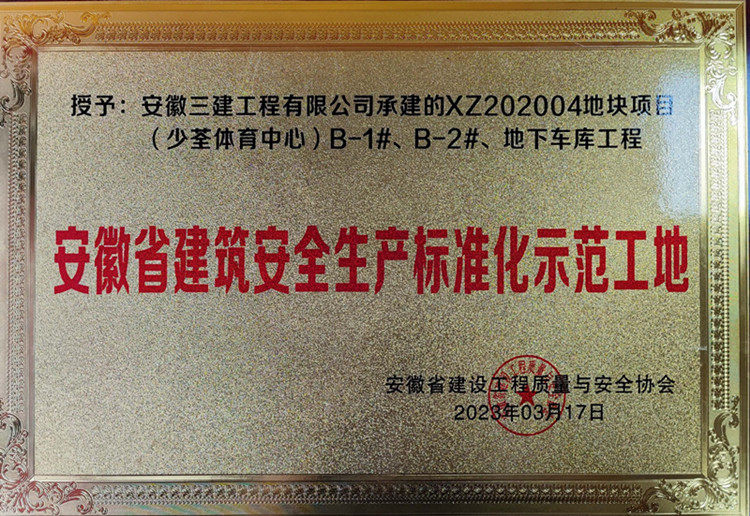 授予：安徽三建工程有限公司承建的XZ202004地块项目
（少荃体育中心）B-1#、B-2#、地下车库工程
安徽省建筑安全生产标准化示范工地
安徽省建设工程质量与安全协会
2023年03月17日